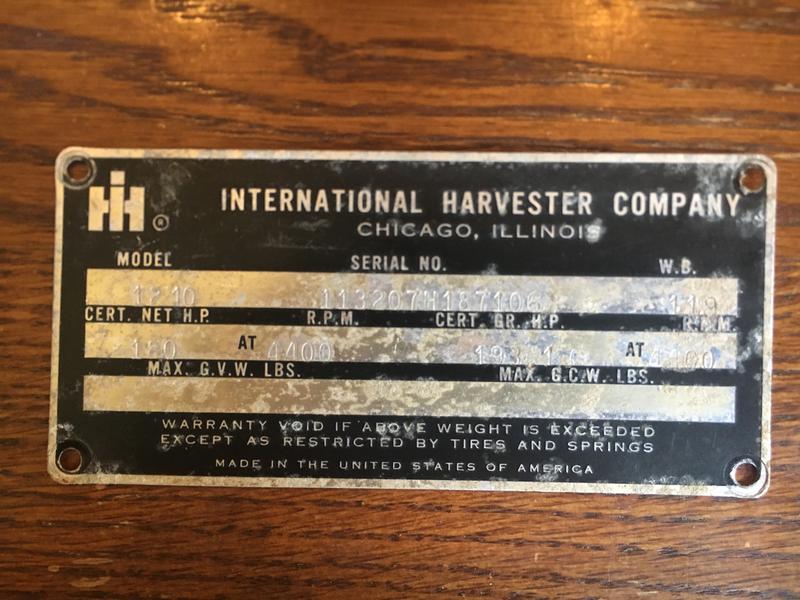 IH ®
INTERNATIONAL HARVESTER COMPANY
CHICAGO, ILLINOIS
MODEL SERIAL NO. W.B.
1210 113207H187106 119
CERT. NET H.P. R.P.M. CERT. GR. H.P. R.P.M.
AT 4400 AT
MAX. G.V.W. LBS. MAX. G.C.W. LBS.
WARRANTY VOID IF ABOVE WEIGHT IS EXCEEDED
EXCEPT AS RESTRICTED BY TIRES AND SPRINGS
MADE IN THE UNITED STATES OF AMERICA